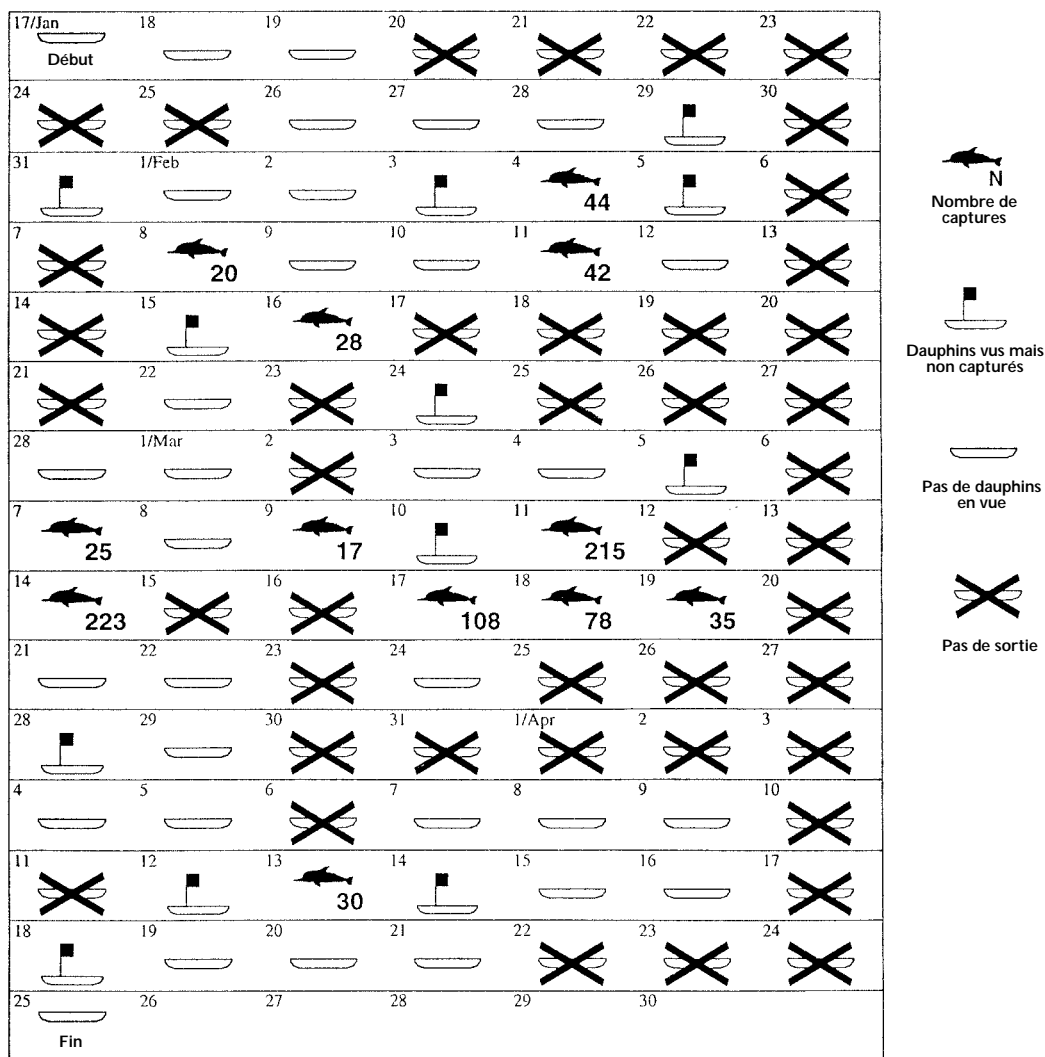 17/Jan 18 19 20 21 22 23
Début
24 25 26 27 28 29 30
31 1/Feb 2 3 4 5 6
44
7 8 9 10 11 12 13
20 42
14 15 16 17 18 19 20
28
21 22 23 24 25 26 27
28 1/Mar 2 3 4 5 6
7 8 9 10 11 12 13
25 17 215
14 15 16 17 18 19 20
223 108 78 35
21 22 23 24 25 26 27
28 29 30 31 1/Apr 2 3
4 5 6 7 8 9 10
11 12 13 14 15 16 17
30
18 19 20 21 22 23 24
25 26 27 28 29 30
Fin
N
Nombre de
captures
Dauphins vus mais
non capturés
Pas de dauphins
en vue
Pas de sortie